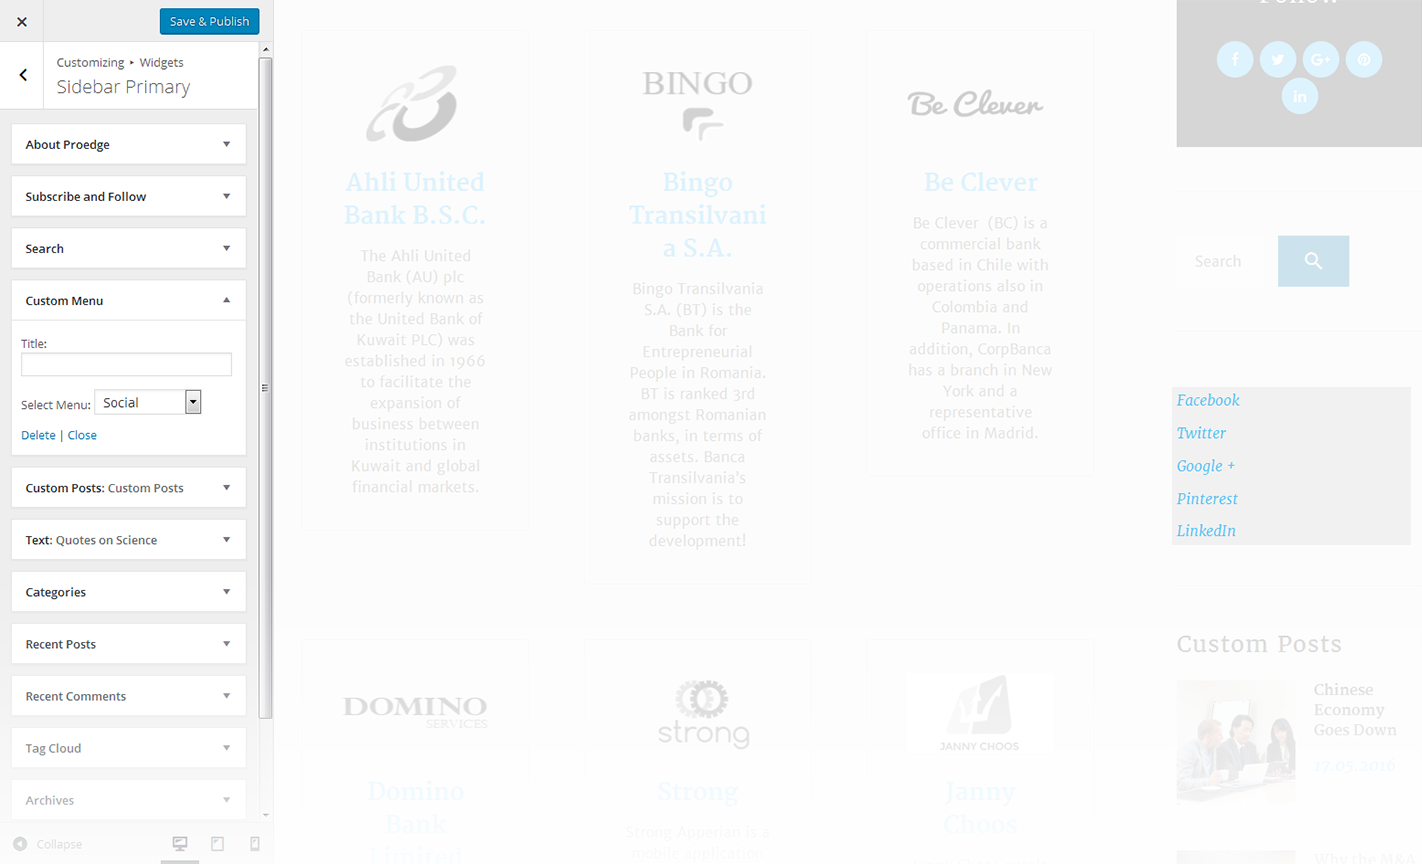 Save & Publish
Customizing ▸ Widgets
Sidebar Primary
About Proedge
Subscribe and Follow
Search
Custom Menu
Title:
Select Menu: Social
Delete | Close
Custom Posts: Custom Posts
Text: Quotes on Science
Categories
Recent Posts
Recent Comments
Tag Cloud
Archives
Collapse
BINGO
Be Clever
Ahli United
Bank B.S.C.
The Ahli United
Bank (AU) plc
(formerly known as
the United Bank of
Kuwait PLC) was
established in 1966
to facilitate the
expansion of
business between
institutions in
Kuwait and global
financial markets.
Bingo
Transilvani
a S.A.
Bingo Transilvania
S.A. (BT) is the
Bank for
Entrepreneurial
People in Romania.
BT is ranked 3rd
amongst Romanian
banks, in terms of
assets. Banca
Transilvania's
mission is to
support the
development!
Be Clever
Be Clever (BC) is a
commercial bank
based in Chile with
operations also in
Colombia and
Panama. In
addition, CorpBanca
has a branch in New
York and a
representative
office in Madrid.
DOMINO
SERVICES
Domino
Bank
Limited
strong
Strong
Strong Apperian is a
mobile application
JANNY CHOOS
Janny
Choos
Follow
Search
Facebook
Twitter
Google +
Pinterest
LinkedIn
Custom Posts
Chinese
Economy
Goes Down
17.05.2016
Why the M&A